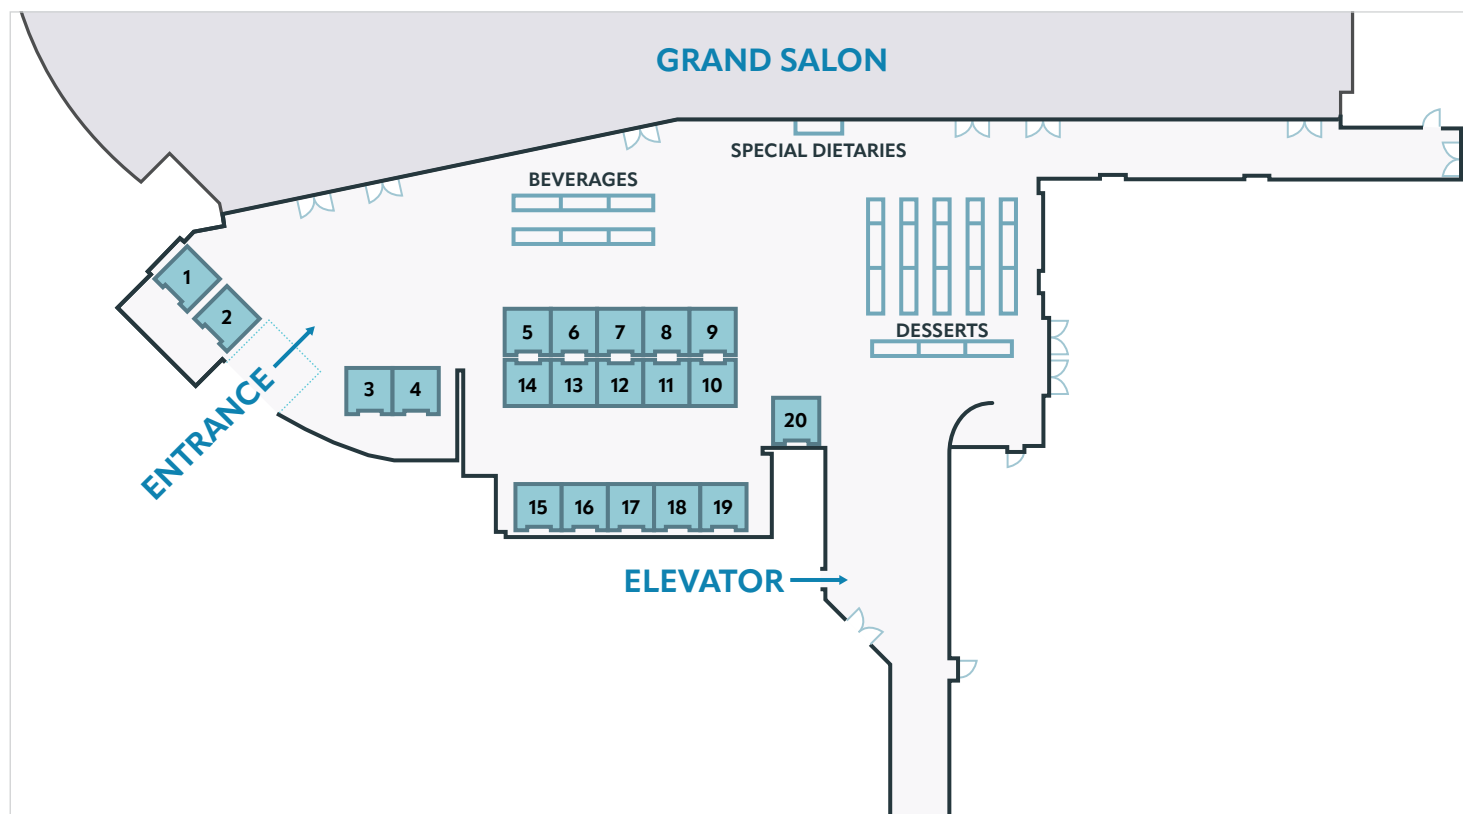 GRAND SALON
SPECIAL DIETARIES
BEVERAGES
1
2
ENTRANCE
3 4
5 6 7 8 9
14 13 12 11 10
DESSERTS
20
15 16 17 18 19
ELEVATOR